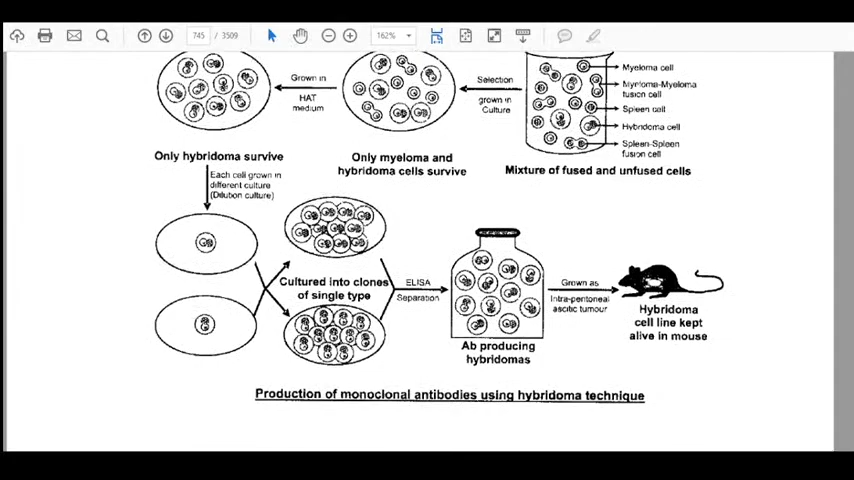 745 / 3509
162%
Grown in
HAT
medium
Selection
grown in
Culture
Myeloma cell
Myeloma-Myeloma
fusion cell
Spleen cell
Hybridoma cell
Spleen-Spleen
fusion cell
Only hybridoma survive
Only myeloma and
hybridoma cells survive
Mixture of fused and unfused cells
Each cell grown in
different culture
(Dilution culture)
Cultured into clones
of single type
ELISA
Separation
Grown as
Intra-peritoneal
ascitic tumour
Ab producing
hybridomas
Hybridoma
cell line kept
alive in mouse
Production of monoclonal antibodies using hybridoma technique